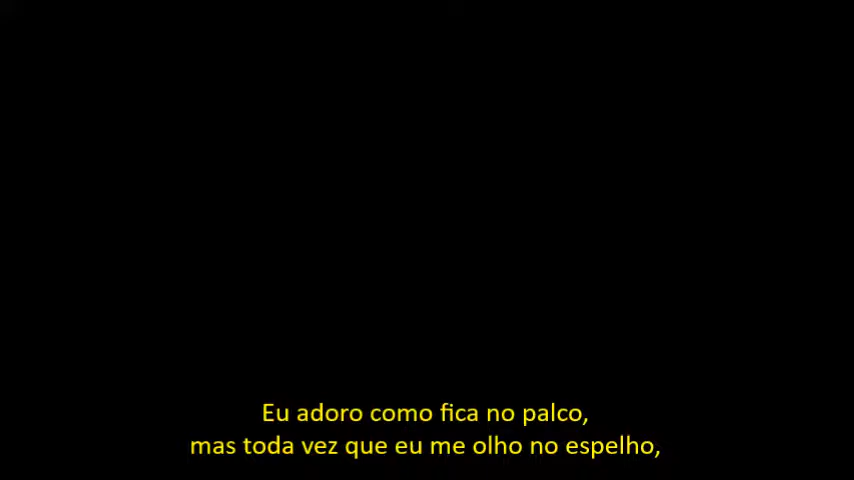 Eu adoro como fica no palco,
mas toda vez que eu me olho no espelho,